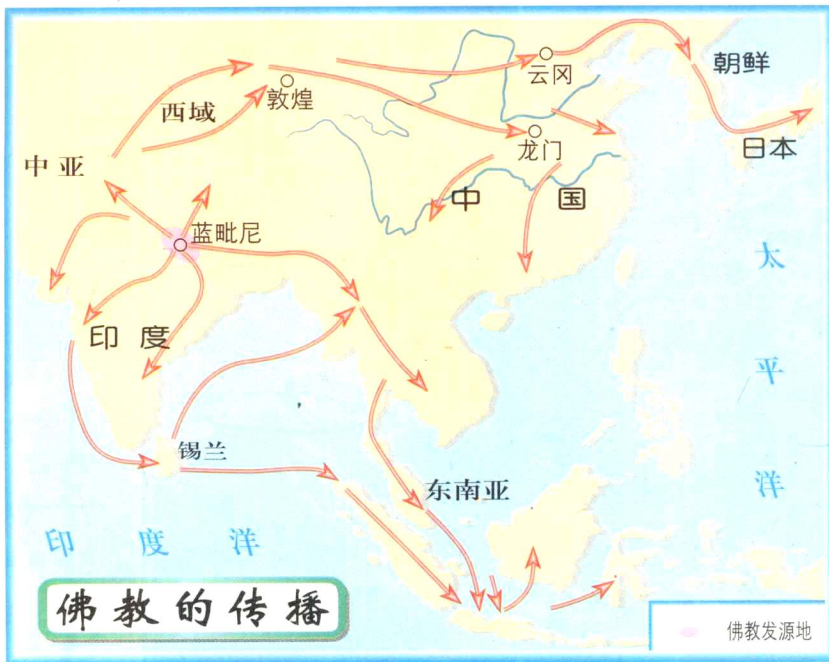 云冈
朝鲜
西域
敦煌
龙门
日本
中亚
中国
蓝毗尼
太平洋
印度
锡兰
东南亚
印度洋
佛教的传播
佛教发源地